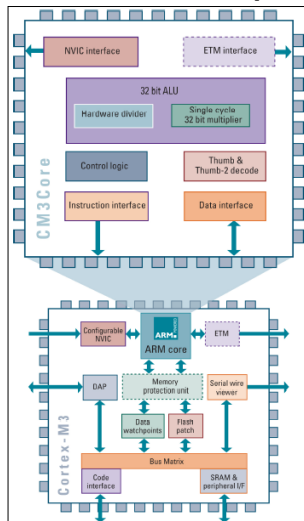 NVIC interface
ETM interface
32 bit ALU
Hardware divider
Single cycle
32 bit multiplier
Control logic
Thumb &
Thumb-2 decode
Instruction interface
Data interface
CM3Core
Configurable
NVIC
ARM
ARM core
ETM
DAP
Memory
protection unit
Serial wire
viewer
Data
watchpoints
Flash
patch
Bus Matrix
Code
interface
SRAM &
peripheral I/F
Cortex-M3